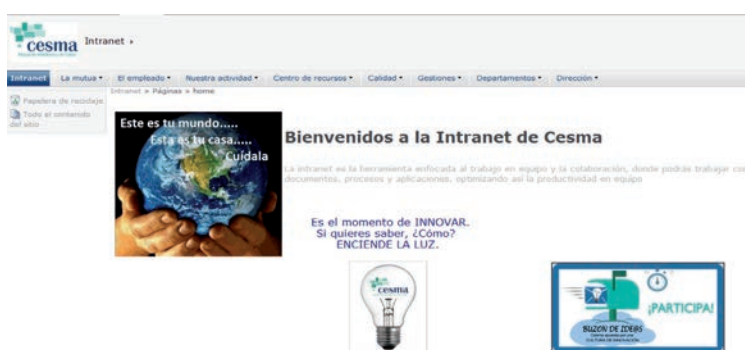 cesma
Intranet
Intranet La mutua El empleado Nuestra actividad Centro de recursos Calidad Gestiones Departamentos Dirección
Intranet > Páginas > home
Papelera de reciclaje
Todo el contenido
del sitio
Este es tu mundo.....
Esta es tu casa.....
Cuídala
Bienvenidos a la Intranet de Cesma
La intranet es la herramienta enfocada al trabajo en equipo y la colaboración, donde podrás trabajar con
documentos, procesos y aplicaciones, optimizando así la productividad en equipo
Es el momento de INNOVAR.
Si quieres saber, ¿Cómo?
ENCIENDE LA LUZ.
cesma
¡PARTICIPA!
BUZÓN DE IDEAS
CULTURA DE INNOVACIÓN